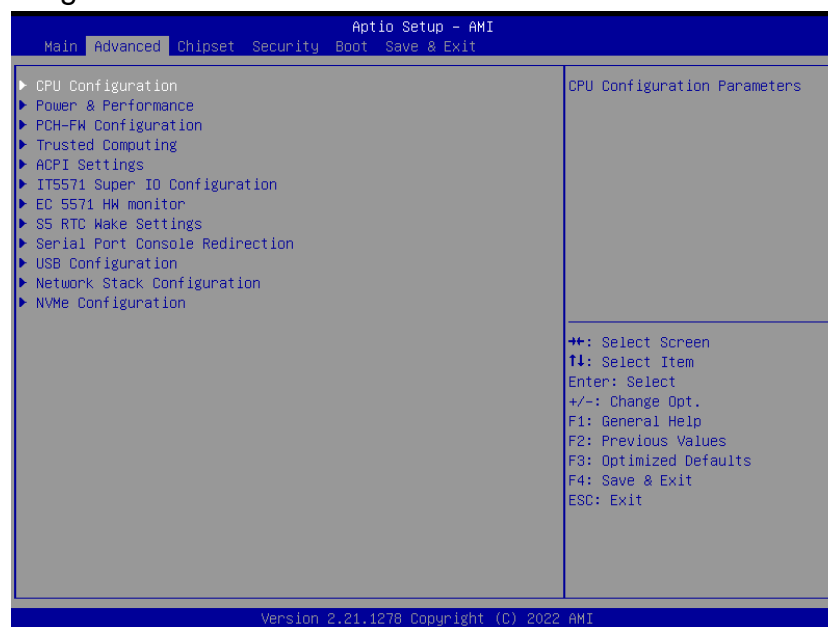 Aptio Setup – AMI
Main Advanced Chipset Security Boot Save & Exit
▶ CPU Configuration
▶ Power & Performance
▶ PCH-FW Configuration
▶ Trusted Computing
▶ ACPI Settings
▶ IT5571 Super IO Configuration
▶ EC 5571 HW monitor
▶ S5 RTC Wake Settings
▶ Serial Port Console Redirection
▶ USB Configuration
▶ Network Stack Configuration
▶ NVMe Configuration
CPU Configuration Parameters
→←: Select Screen
↑↓: Select Item
Enter: Select
+/-: Change Opt.
F1: General Help
F2: Previous Values
F3: Optimized Defaults
F4: Save & Exit
ESC: Exit
Version 2.21.1278 Copyright (C) 2022 AMI